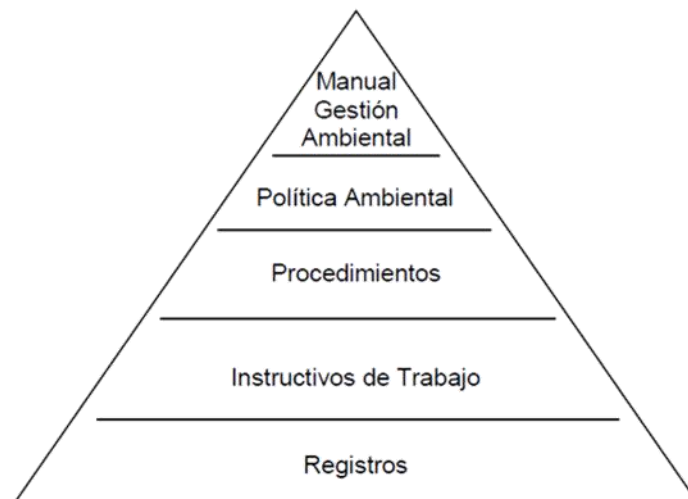 Manual
Gestión
Ambiental
Política Ambiental
Procedimientos
Instructivos de Trabajo
Registros